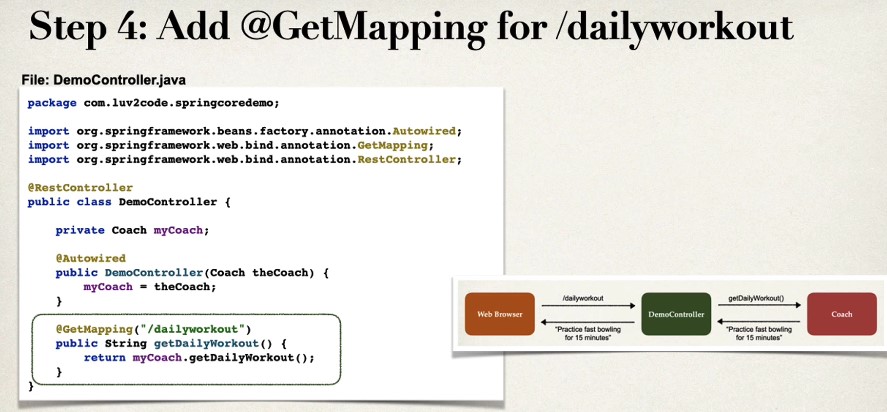 Step 4: Add @GetMapping for /dailyworkout
File: DemoController.java
package com.luv2code.springcoredemo;
import org.springframework.beans.factory.annotation.Autowired;
import org.springframework.web.bind.annotation.GetMapping;
import org.springframework.web.bind.annotation.RestController;
@RestController
public class DemoController {
private Coach myCoach;
@Autowired
public DemoController(Coach theCoach) {
myCoach = theCoach;
}
@GetMapping("/dailyworkout")
public String getDailyWorkout() {
return myCoach.getDailyWorkout();
}
}
Web Browser
/dailyworkout
"Practice fast bowling
for 15 minutes"
DemoController
getDailyWorkout()
"Practice fast bowling
for 15 minutes"
Coach